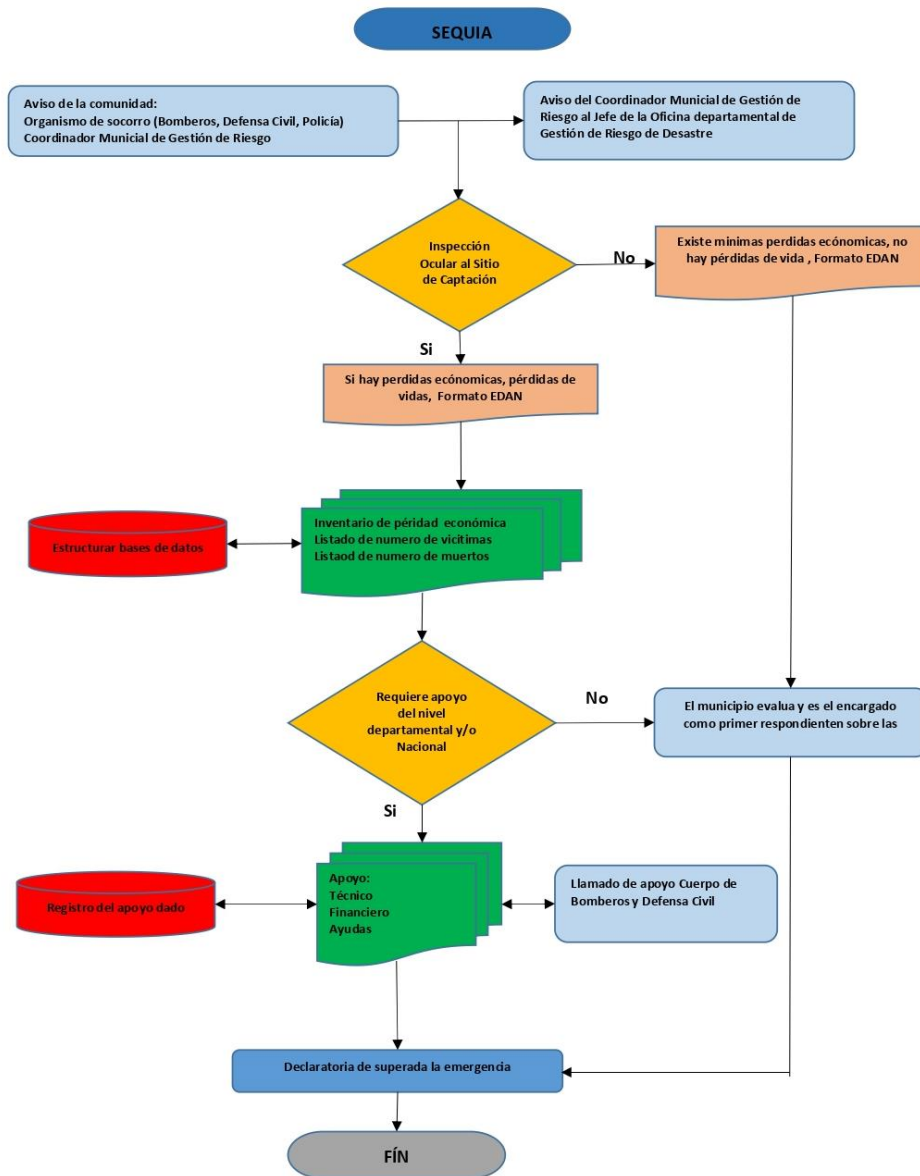 SEQUIA
Aviso de la comunidad:
Organismo de socorro (Bomberos, Defensa Civil, Policía)
Coordinador Municial de Gestión de Riesgo
Aviso del Coordinador Municial de Gestión de
Riesgo al Jefe de la Oficina departamental de
Gestión de Riesgo de Desastre
Inspección
Ocular al Sitio
de Captación
No
Existe minimas perdidas ecónomicas, no
hay pérdidas de vida , Formato EDAN
Si
Si hay perdidas ecónomicas, pérdidas de
vidas, Formato EDAN
Estructurar bases de datos
Inventario de péridad económica
Listado de numero de vicitimas
Listaod de numero de muertos
Requiere apoyo
del nivel
departamental y/o
Nacional
No
El municipio evalua y es el encargado
como primer respondienten sobre las
Si
Registro del apoyo dado
Apoyo:
Técnico
Financiero
Ayudas
Llamado de apoyo Cuerpo de
Bomberos y Defensa Civil
Declaratoria de superada la emergencia
FÍN